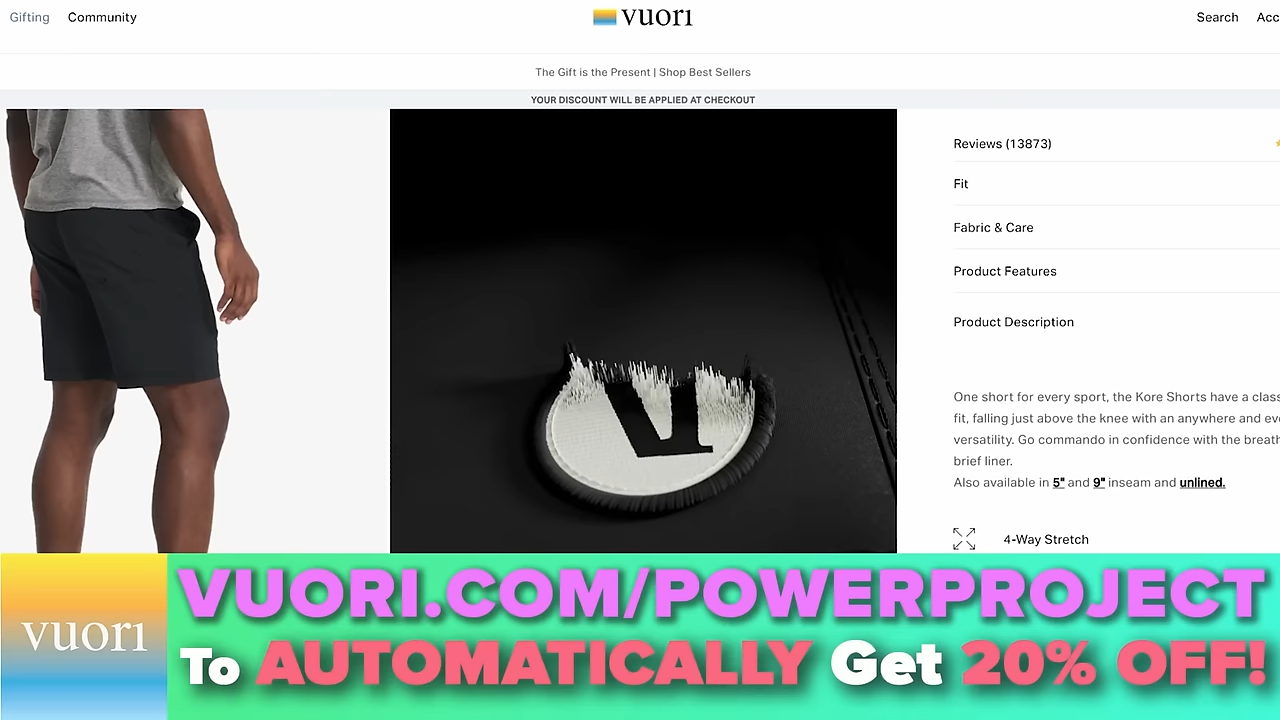 Gifting Community vuori Search Acc
The Gift is the Present | Shop Best Sellers
YOUR DISCOUNT WILL BE APPLIED AT CHECKOUT
Reviews (13873)
Fit
Fabric & Care
Product Features
Product Description
One short for every sport, the Kore Shorts have a class
fit, falling just above the knee with an anywhere and eve
versatility. Go commando in confidence with the breath
brief liner.
Also available in 5" and 9" inseam and unlined.
4-Way Stretch
V
vuori
VUORI.COM/POWERPROJECT
To AUTOMATICALLY Get 20% OFF!